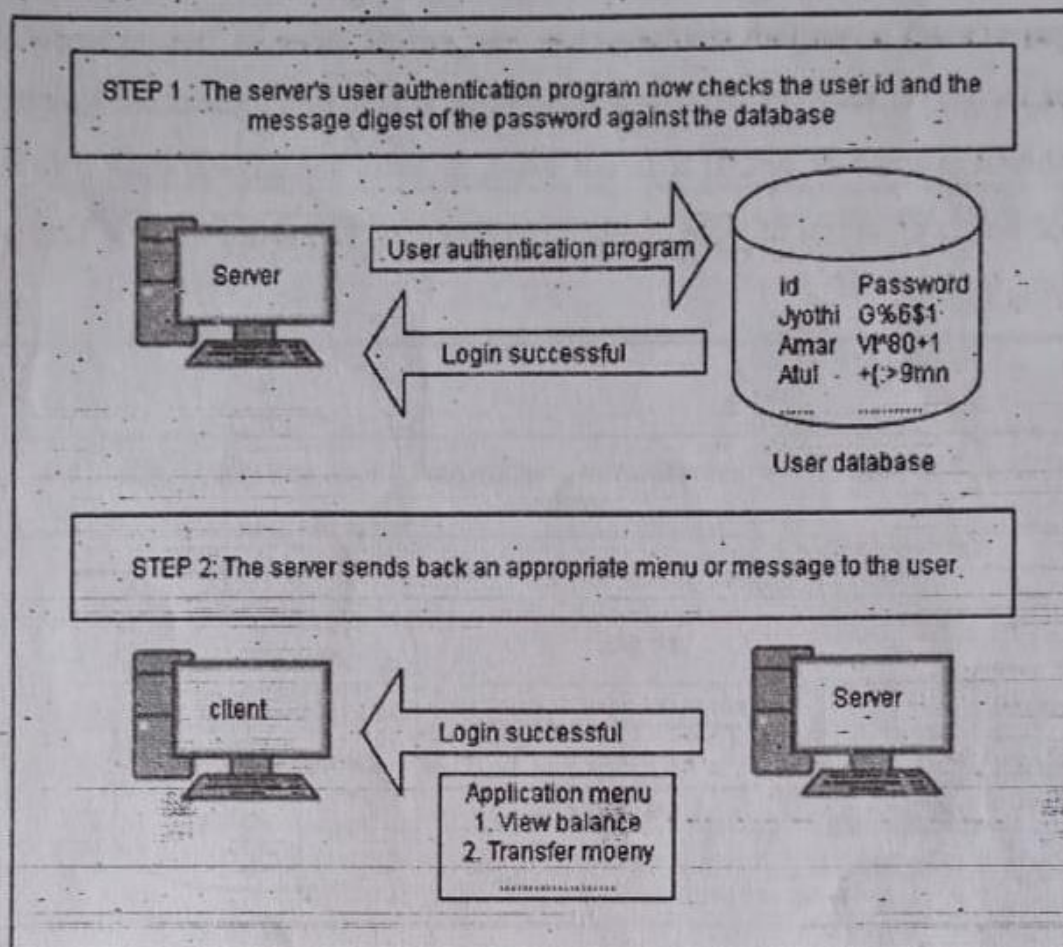 STEP 1 : The server's user authentication program now checks the user id and the
message digest of the password against the database
Server
User authentication program
Login successful
Id Password
Jyothi G%6$1
Amar VI^80+1
Atul - +{:>9mn
...... ............
User database
STEP 2: The server sends back an appropriate menu or message to the user
client
Login successful
Server
Application menu
1. View balance
2. Transfer moeny
......................